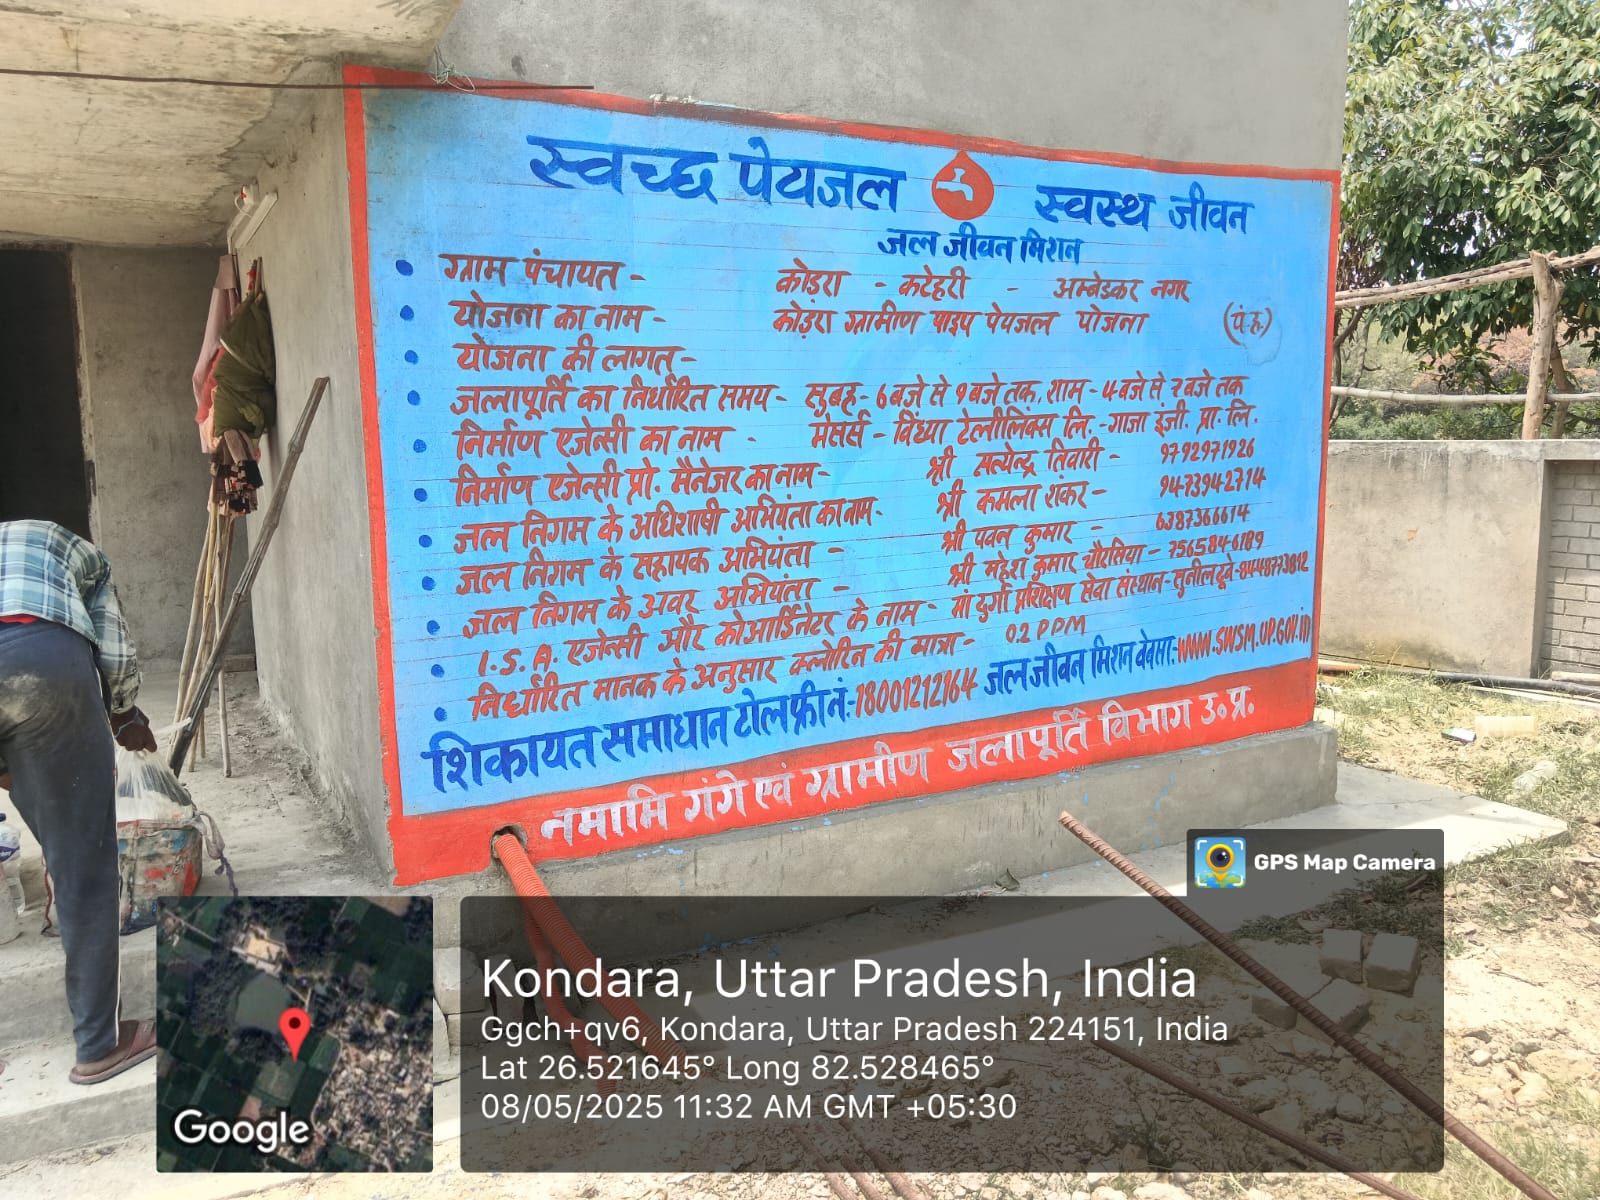 स्वच्छ पेयजल स्वस्थ जीवन
जल जीवन मिशन
ग्राम पंचायत - कोड़रा - कटेहरी - अम्बेडकर नगर
योजना का नाम - कोड़रा ग्रामीण पाइप पेयजल योजना (पं.ह.)
योजना की लागत् -
जलापूर्ति का निर्धारित समय - सुबह - 6 बजे से 9 बजे तक, शाम - 4 बजे से 7 बजे तक
निर्माण एजेन्सी का नाम - मेसर्स - विंध्या टेलीलिंक्स लि. - गाजा इंजी. प्रा. लि.
निर्माण एजेन्सी प्रो. मैनेजर का नाम - श्री सत्येन्द्र तिवारी - 9792971926
जल निगम के अधिशाषी अभियंता का नाम - श्री कमला शंकर - 9473942714
जल निगम के सहायक अभियंता - श्री पवन कुमार - 6387366614
जल निगम के अवर अभियंता - श्री महेश कुमार चौरसिया - 7565846189
I.S.A. एजेन्सी और कोआर्डिनेटर के नाम - मां दुर्गा प्रशिक्षण सेवा संस्थान - सुनील दूबे - 8448773812
निर्धारित मानक के अनुसार क्लोरिन की मात्रा - 0.2 PPM
शिकायत समाधान टोल फ्री नं:- 18001212164 जल जीवन मिशन वेबसा:- WWW.SWSM.UP.GOV.in
नमामि गंगे एवं ग्रामीण जलापूर्ति विभाग उ॰प्र.
GPS Map Camera
Kondara, Uttar Pradesh, India
Ggch+qv6, Kondara, Uttar Pradesh 224151, India
Lat 26.521645° Long 82.528465°
08/05/2025 11:32 AM GMT +05:30
Google